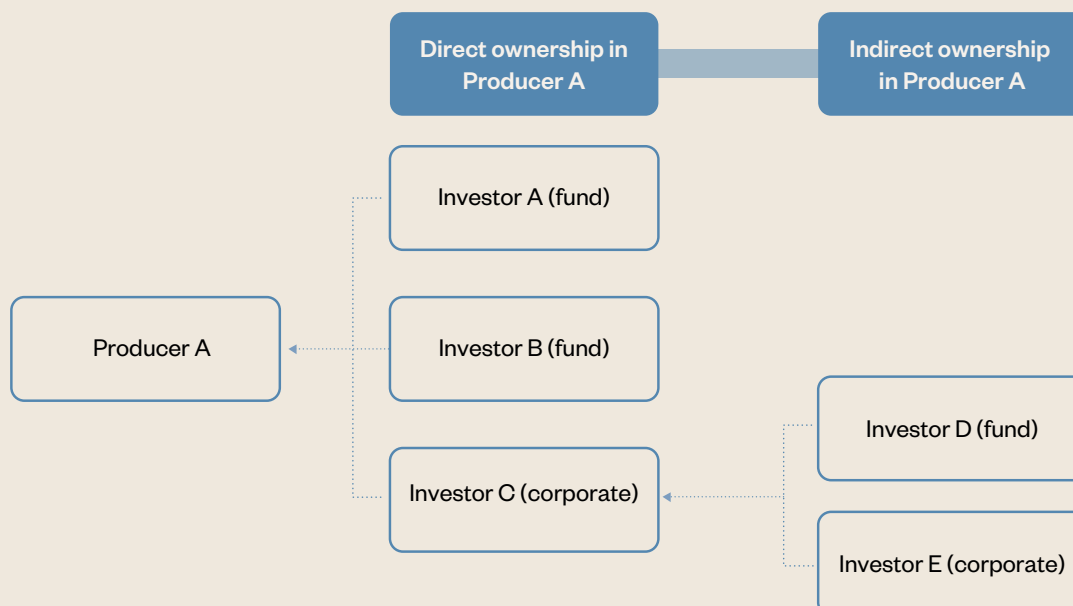 Direct ownership in
Producer A
Indirect ownership
in Producer A
Investor A (fund)
Producer A
Investor B (fund)
Investor D (fund)
Investor C (corporate)
Investor E (corporate)